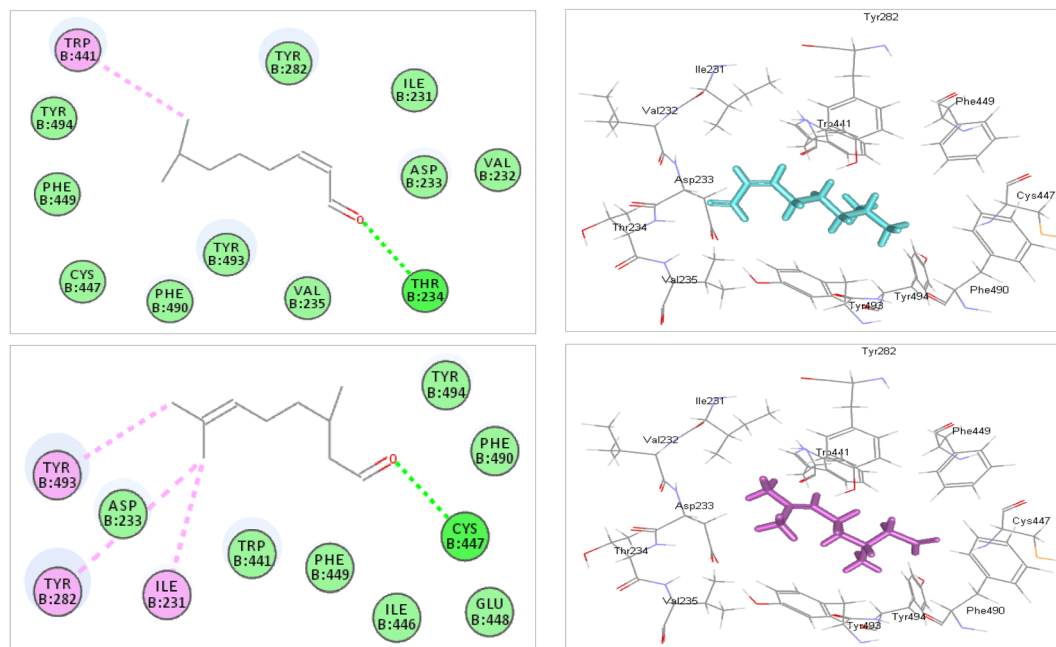 TRP
B:441
TYR
B:282
ILE
B:231
TYR
B:494
ASP
B:233
VAL
B:232
PHE
B:449
TYR
B:493
CYS
B:447
PHE
B:490
VAL
B:235
THR
B:234
O
Tyr282
Ile231
Val232
Phe449
Trp441
Asp233
Cys447
Thr234
Val235
Tyr494
Phe490
Tyr493
TYR
B:494
PHE
B:490
O
TYR
B:493
ASP
B:233
CYS
B:447
TRP
B:441
PHE
B:449
TYR
B:282
ILE
B:231
ILE
B:446
GLU
B:448
Tyr282
Ile231
Val232
Phe449
Trp441
Asp233
Cys447
Thr234
Val235
Tyr494
Phe490
Tyr493